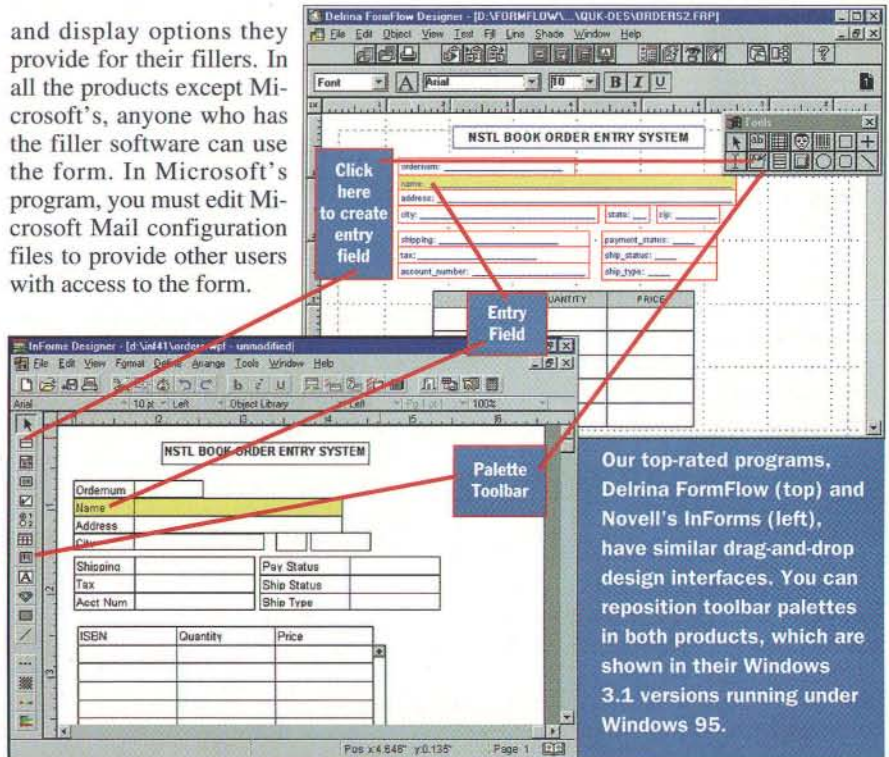 and display options they
provide for their fillers. In
all the products except Mi-
crosoft's, anyone who has
the filler software can use
the form. In Microsoft's
program, you must edit Mi-
crosoft Mail configuration
files to provide other users
with access to the form.
Delrina FormFlow Designer - [D:\FORMFLOW\...\QUK-DES\ORDERS2.FRP]
File Edit Object View Text Fill Line Shade Window Help
Font Arial 10 B I U
Tools
NSTL BOOK ORDER ENTRY SYSTEM
ordernum:
name:
address:
city: state: zip:
shipping: payment_status:
tax: ship_status:
account_number: ship_type:
QUANTITY PRICE
Click
here
to create
entry
field
Entry
Field
Palette
Toolbar
InForms Designer - [d:\inf41\orders.wpf - unmodified]
File Edit View Format Define Arrange Tools Window Help
Arial 10 pt Left Object Library Left 100%
NSTL BOOK ORDER ENTRY SYSTEM
Ordernum
Name
Address
City
Shipping Pay Status
Tax Ship Status
Acct Num Ship Type
ISBN Quantity Price
Pos x:4.646" y:0.135" Page 1
Our top-rated programs,
Delrina FormFlow (top) and
Novell's InForms (left),
have similar drag-and-drop
design interfaces. You can
reposition toolbar palettes
in both products, which are
shown in their Windows
3.1 versions running under
Windows 95.